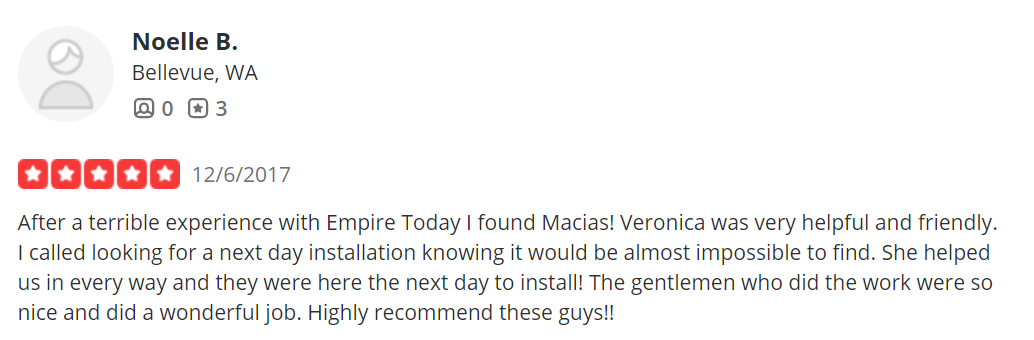 Noelle B.
Bellevue, WA
0 3
12/6/2017
After a terrible experience with Empire Today I found Macias! Veronica was very helpful and friendly.
I called looking for a next day installation knowing it would be almost impossible to find. She helped
us in every way and they were here the next day to install! The gentlemen who did the work were so
nice and did a wonderful job. Highly recommend these guys!!